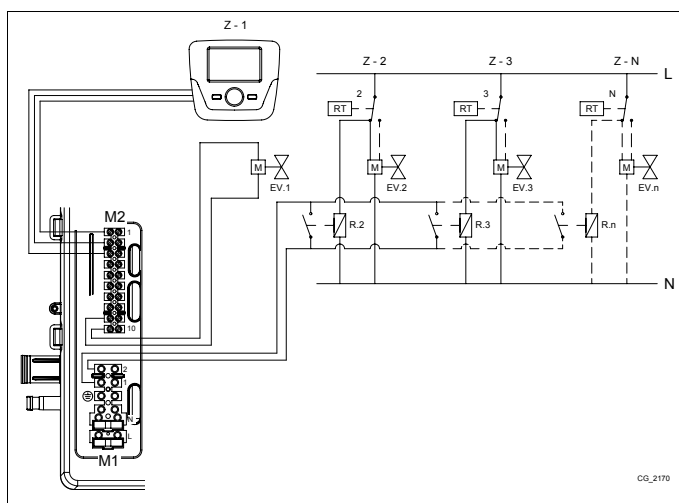 Z - 1
Z - 2
Z - 3
Z - N
L
2
3
N
RT
RT
RT
M
M
M
M
EV.1
EV.2
EV.3
EV.n
R.2
R.3
R.n
M2
1
10
N
2
1
N
L
M1
CG_2170